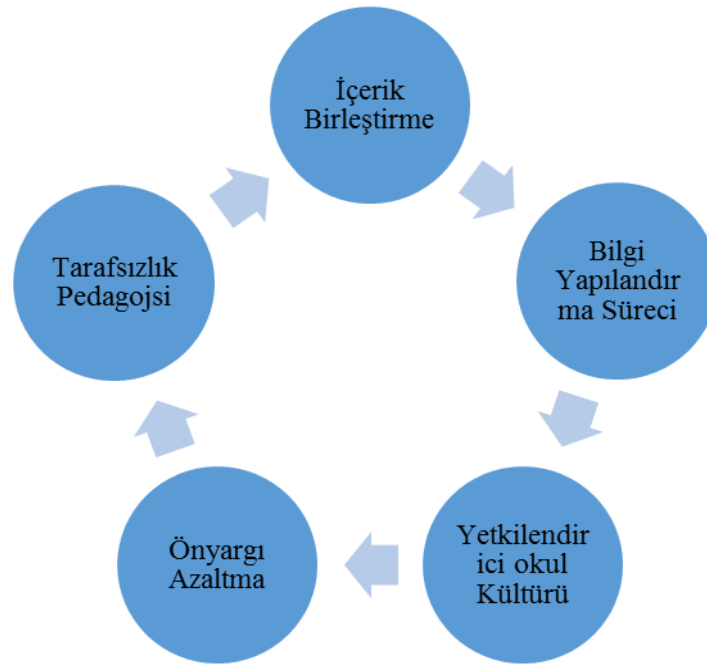 İçerik
Birleştirme
Bilgi
Yapılandır
ma Süreci
Yetkilendir
ici okul
Kültürü
Önyargı
Azaltma
Tarafsızlık
Pedagojsi